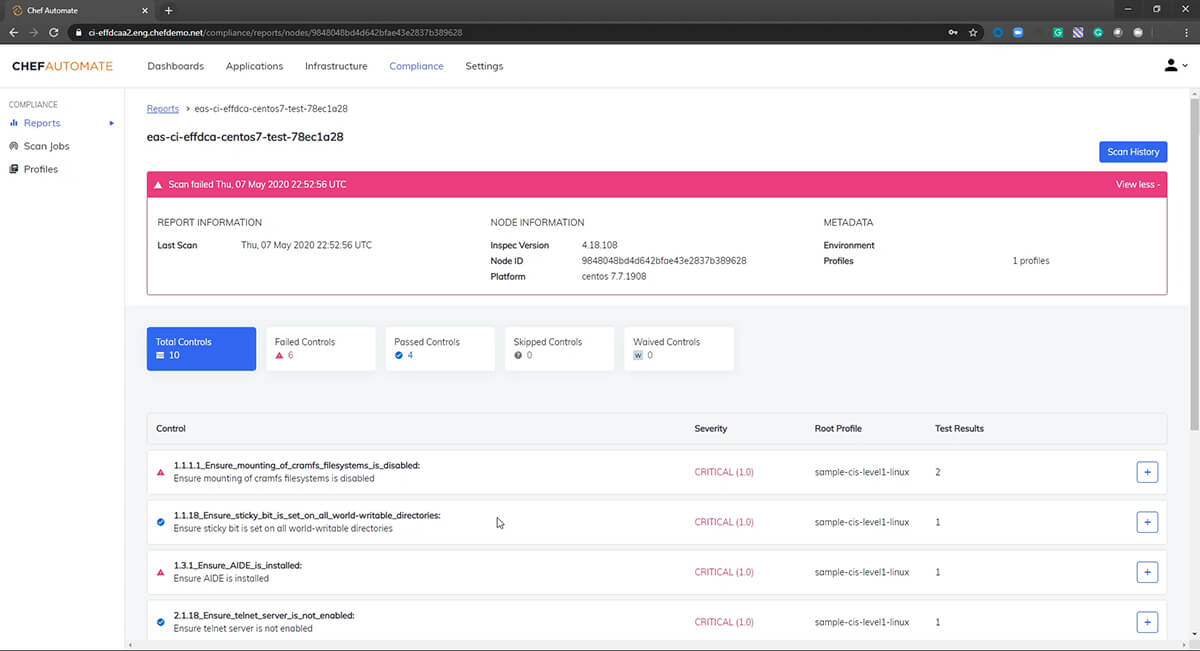 Chef Automate
ci-effdcaa2.eng.chefdemo.net/compliance/reports/nodes/9848048bd4d642bfae43e2837b389628
CHEFAUTOMATE
Dashboards
Applications
Infrastructure
Compliance
Settings
COMPLIANCE
Reports
Scan Jobs
Profiles
Reports > eas-ci-effdca-centos7-test-78ec1a28
eas-ci-effdca-centos7-test-78ec1a28
Scan History
Scan failed Thu, 07 May 2020 22:52:56 UTC
View less -
REPORT INFORMATION
Last Scan Thu, 07 May 2020 22:52:56 UTC
NODE INFORMATION
Inspec Version 4.18.108
Node ID 9848048bd4d642bfae43e2837b389628
Platform centos 7.7.1908
METADATA
Environment
Profiles 1 profiles
Total Controls
10
Failed Controls
6
Passed Controls
4
Skipped Controls
0
Waived Controls
W 0
Control Severity Root Profile Test Results
1.1.1.1_Ensure_mounting_of_cramfs_filesystems_is_disabled:
Ensure mounting of cramfs filesystems is disabled
CRITICAL (1.0) sample-cis-level1-linux 2 +
1.1.18_Ensure_sticky_bit_is_set_on_all_world-writable_directories:
Ensure sticky bit is set on all world-writable directories
CRITICAL (1.0) sample-cis-level1-linux 1 +
1.3.1_Ensure_AIDE_is_installed:
Ensure AIDE is installed
CRITICAL (1.0) sample-cis-level1-linux 1 +
2.1.18_Ensure_telnet_server_is_not_enabled:
Ensure telnet server is not enabled
CRITICAL (1.0) sample-cis-level1-linux 1 +